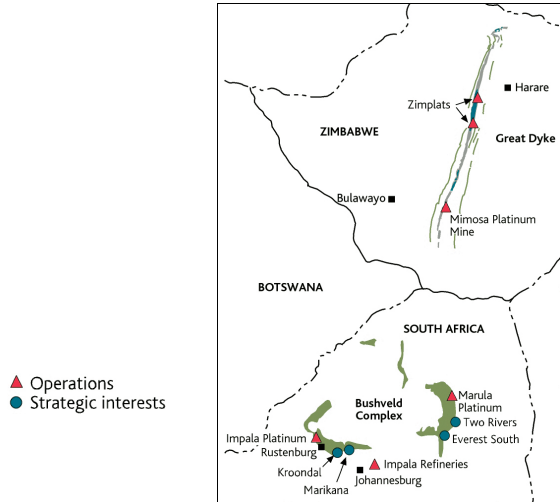 Harare
Zimplats
ZIMBABWE
Great Dyke
Bulawayo
Mimosa Platinum
Mine
BOTSWANA
SOUTH AFRICA
Operations
Strategic interests
Bushveld
Complex
Marula
Platinum
Two Rivers
Everest South
Impala Platinum
Rustenburg
Kroondal
Marikana
Impala Refineries
Johannesburg